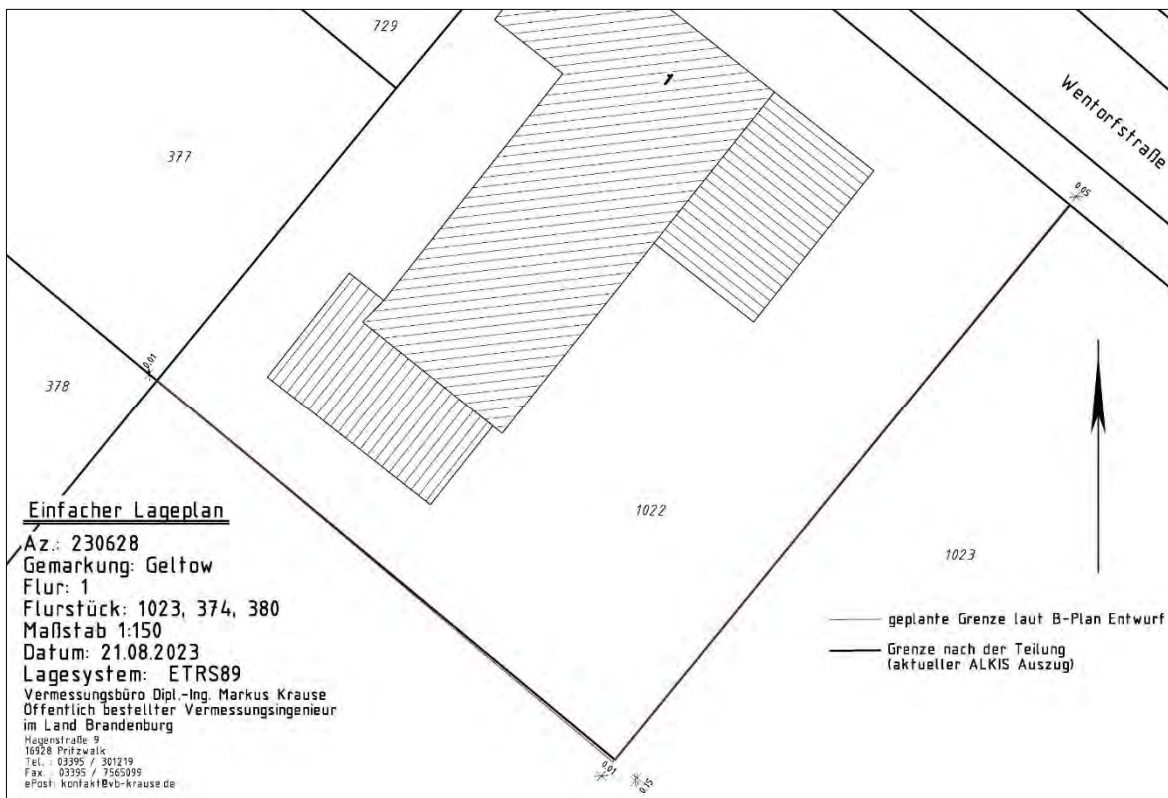 729
1
Wentorfstraße
377
0.05
0.01
378
1022
1023
Einfacher Lageplan
Az.: 230628
Gemarkung: Geltow
Flur: 1
Flurstück: 1023, 374, 380
Maßstab 1:150
Datum: 21.08.2023
Lagesystem: ETRS89
Vermessungsbüro Dipl.-Ing. Markus Krause
Öffentlich bestellter Vermessungsingenieur
im Land Brandenburg
Hagenstraße 9
16928 Pritzwalk
Tel. : 03395 / 301219
Fax. : 03395 / 7565099
ePost: kontakt@vb-krause.de
geplante Grenze laut B-Plan Entwurf
Grenze nach der Teilung
(aktueller ALKIS Auszug)
0.01
0.15